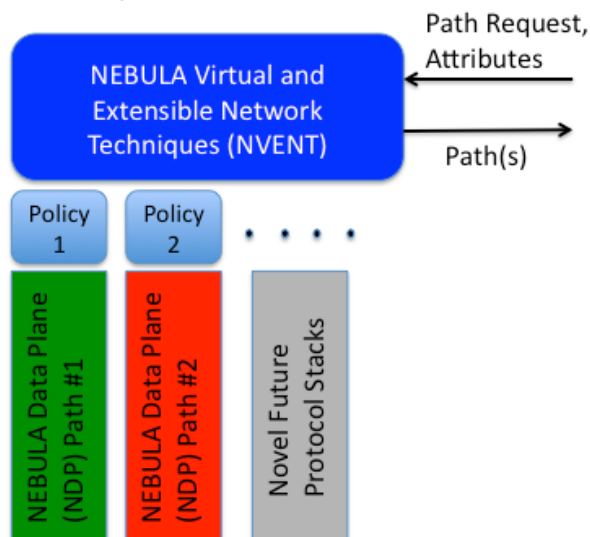 NEBULA Virtual and
Extensible Network
Techniques (NVENT)
Path Request,
Attributes
Path(s)
Policy
1
Policy
2
NEBULA Data Plane
(NDP) Path #1
NEBULA Data Plane
(NDP) Path #2
Novel Future
Protocol Stacks